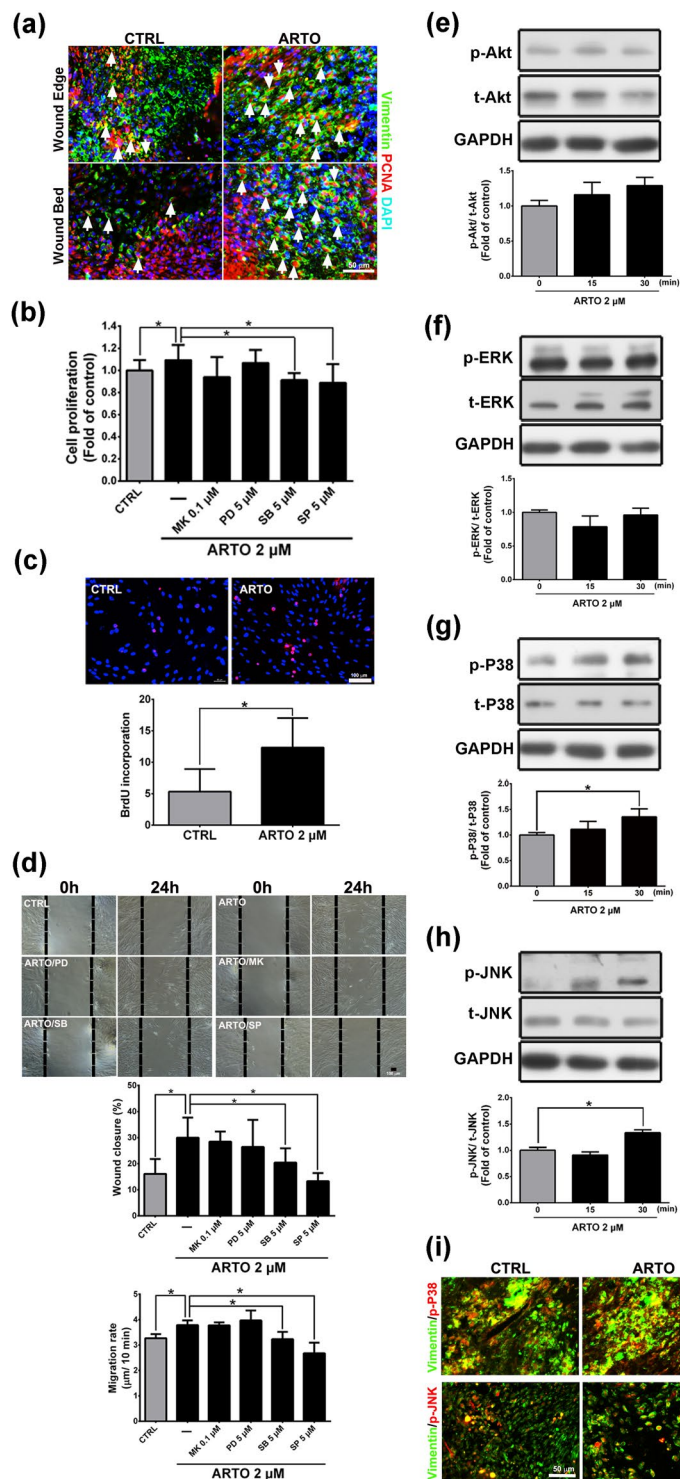 (a)
CTRL
ARTO
Wound Edge
Wound Bed
Vimentin PCNA DAPI
50 μm
(b)
Cell proliferation
(Fold of control)
1.4
1.2
1.0
0.8
0.6
0.4
0.2
0.0
*
*
*
CTRL
—
MK 0.1 μM
PD 5 μM
SB 5 μM
SP 5 μM
ARTO 2 μM
(c)
CTRL
ARTO
100 μm
BrdU incorporation
20
15
10
5
0
*
CTRL
ARTO 2 μM
(d)
0h
24h
0h
24h
CTRL
ARTO
ARTO/PD
ARTO/MK
ARTO/SB
ARTO/SP
Wound closure (%)
50
40
30
20
10
0
*
*
*
CTRL
—
MK 0.1 μM
PD 5 μM
SB 5 μM
SP 5 μM
ARTO 2 μM
Migration rate
(μm/ 10 min)
5
4
3
2
1
0
*
*
*
CTRL
—
MK 0.1 μM
PD 5 μM
SB 5 μM
SP 5 μM
ARTO 2 μM
(e)
p-Akt
t-Akt
GAPDH
p-Akt/ t-Akt
(Fold of control)
1.5
1.0
0.5
0.0
0
15
30
(min)
ARTO 2 μM
(f)
p-ERK
t-ERK
GAPDH
p-ERK/ t-ERK
(Fold of control)
2.0
1.5
1.0
0.5
0.0
0
15
30
(min)
ARTO 2 μM
(g)
p-P38
t-P38
GAPDH
p-P38/ t-P38
(Fold of control)
2.0
1.5
1.0
0.5
0.0
*
0
15
30
(min)
ARTO 2 μM
(h)
p-JNK
t-JNK
GAPDH
p-JNK/ t-JNK
(Fold of control)
2.0
1.5
1.0
0.5
0.0
*
0
15
30
(min)
ARTO 2 μM
(i)
CTRL
ARTO
Vimentin/p-P38
Vimentin/p-JNK
50 μm